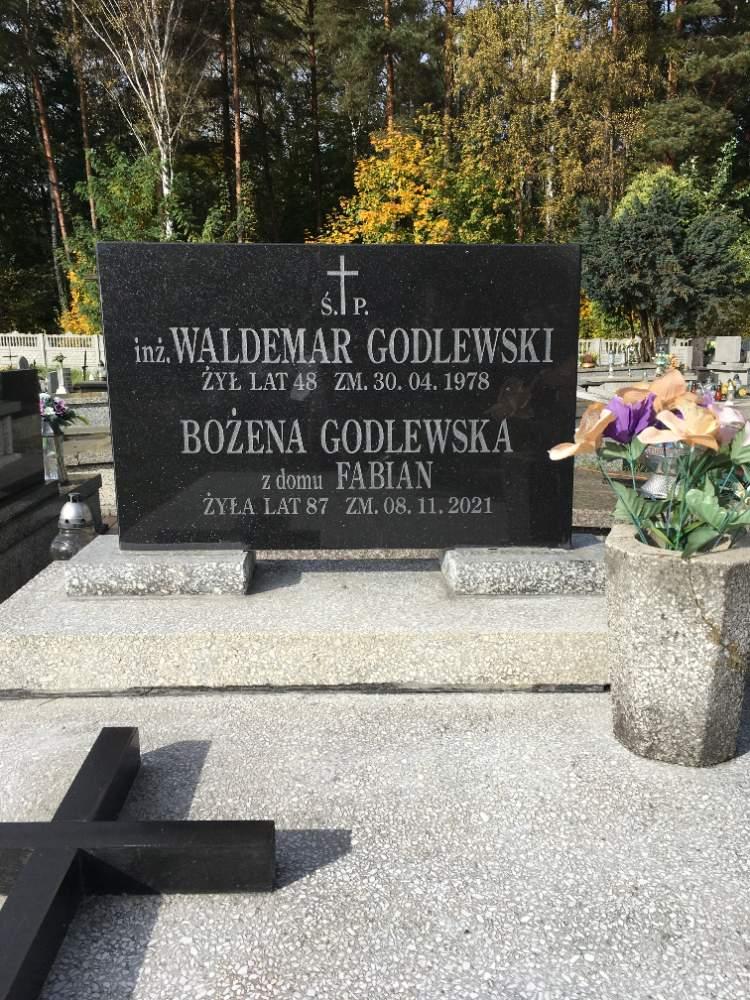 Ś. P.
inż. WALDEMAR GODLEWSKI
ŻYŁ LAT 48 ZM. 30. 04. 1978
BOŻENA GODLEWSKA
z domu FABIAN
ŻYŁA LAT 87 ZM. 08. 11. 2021